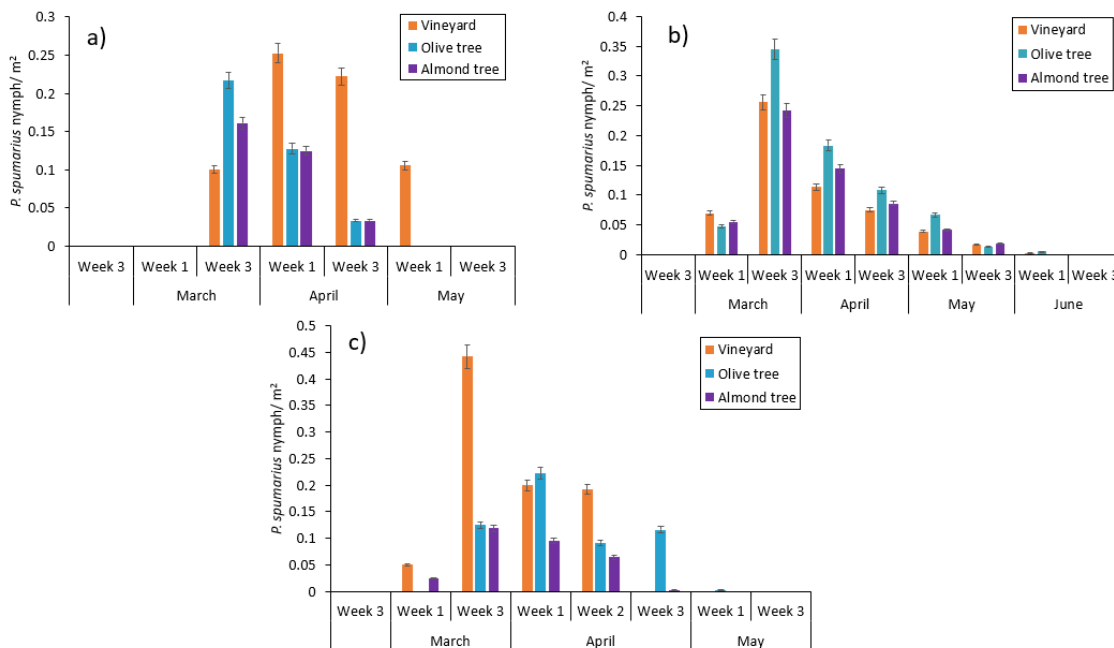 a)
P. spumarius nymph/ m²
0.3
0.25
0.2
0.15
0.1
0.05
0
Vineyard
Olive tree
Almond tree
Week 3 Week 1 Week 3 Week 1 Week 3 Week 1 Week 3
March April May
b)
P. spumarius nymph/ m²
0.4
0.35
0.3
0.25
0.2
0.15
0.1
0.05
0
Vineyard
Olive tree
Almond tree
Week 3 Week 1 Week 3 Week 1 Week 3 Week 1 Week 3 Week 1 Week 3
March April May June
c)
P. spumarius nymph/ m²
0.5
0.45
0.4
0.35
0.3
0.25
0.2
0.15
0.1
0.05
0
Vineyard
Olive tree
Almond tree
Week 3 Week 1 Week 3 Week 1 Week 2 Week 3 Week 1 Week 3
March April May